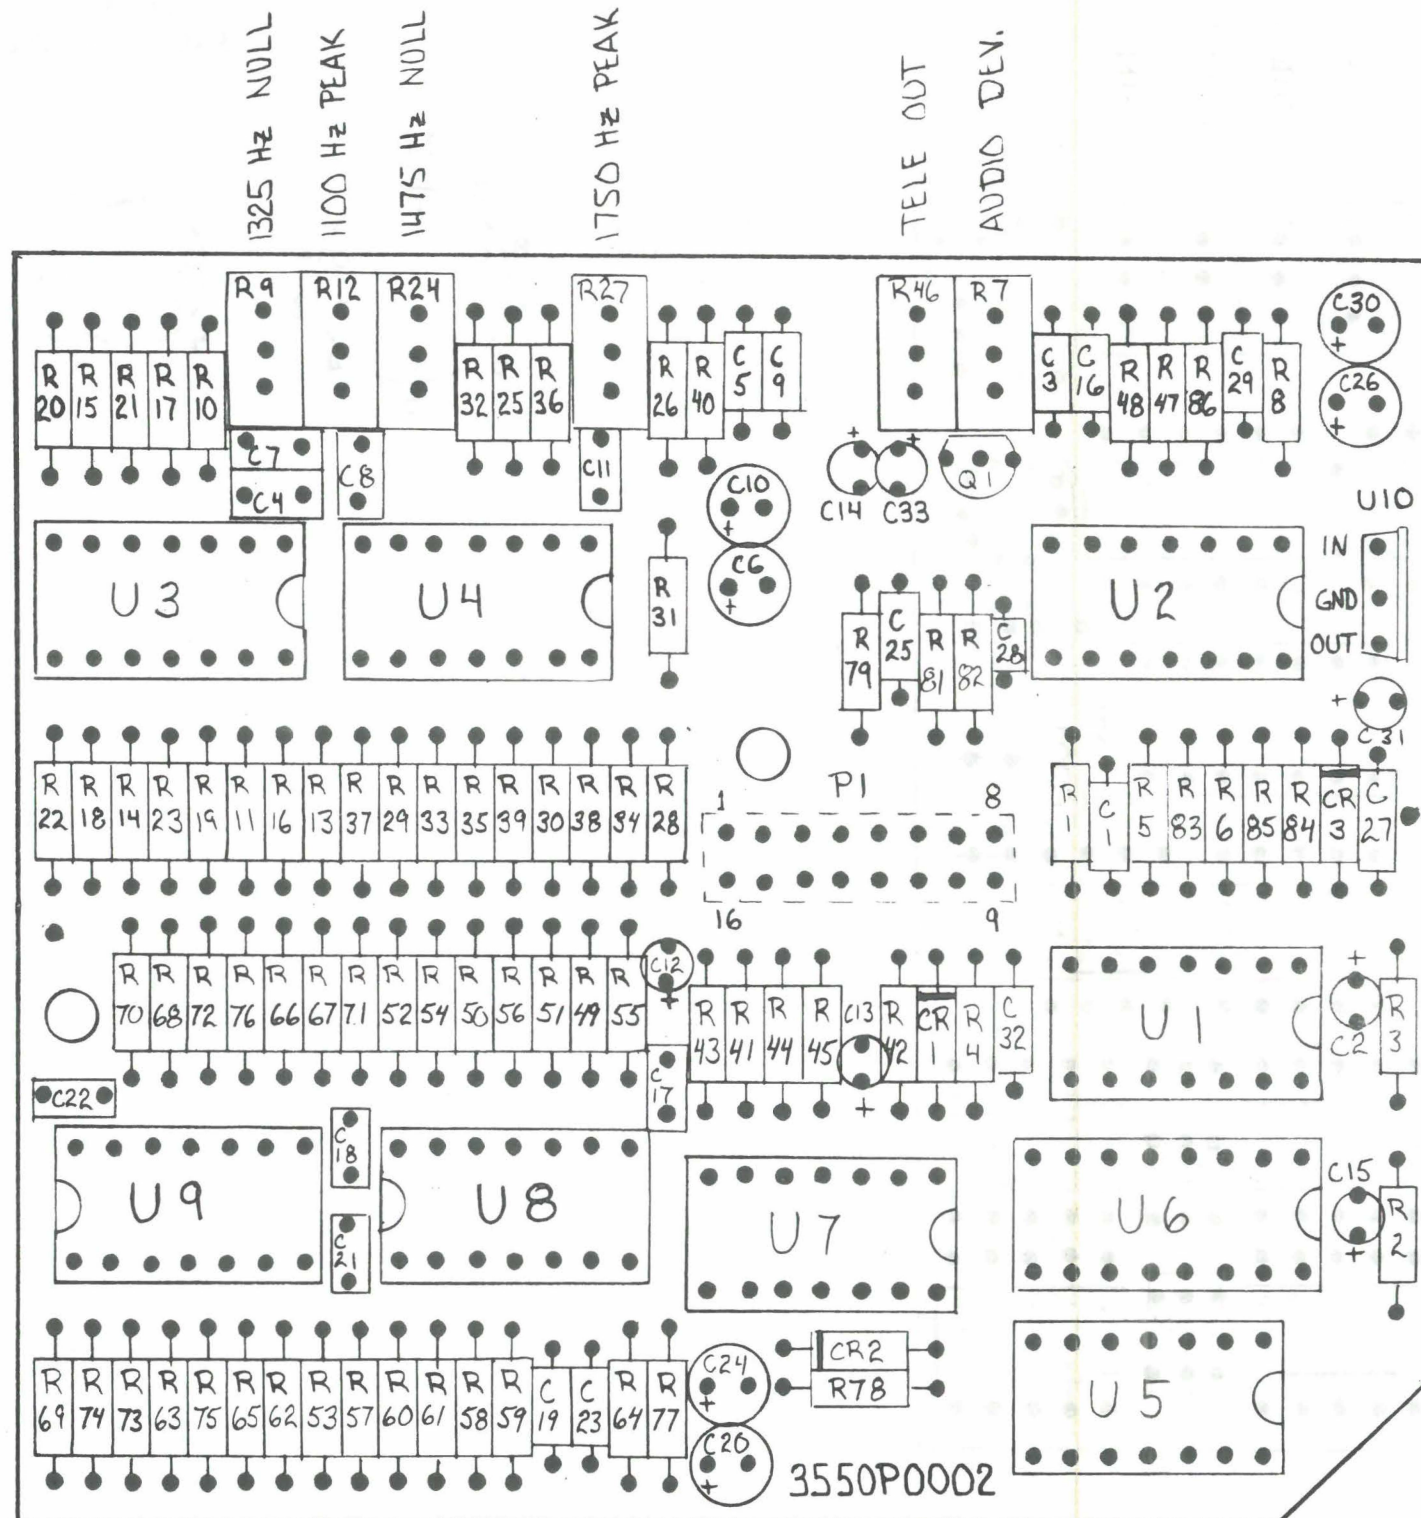 1325 Hz NULL
1100 Hz PEAK
1475 Hz NULL
1750 Hz PEAK
TELE OUT
AUDIO DEV.
R9 R12 R24 R27 R46 R7 C30
R20 R15 R21 R17 R10 R32 R25 R36 R26 R40 C5 C9 C3 C16 R48 R47 R86 C29 R8 C26
+
+
C7 C8 C11
C4
C10
+
C6
+
+ +
C14 C33
Q1
U10
IN
GND
OUT
U3 U4 R31 U2
R79 C25 R81 R82 C28
+
C31
R22 R18 R14 R23 R19 R11 R16 R13 R37 R29 R33 R35 R39 R30 R38 R34 R28
P1
1 8
16 9
R1 C1 R5 R83 R6 R85 R84 CR3 C27
R70 R68 R72 R76 R66 R67 R71 R52 R54 R50 R56 R51 R49 R55
C12
+
R43 R41 R44 R45 C13 R42 CR1 R4 C32
+
U1
+
C2
R3
C22 C17
C18
U9 U8 U7 U6
C21
C15
+
R2
R69 R74 R73 R63 R75 R65 R62 R53 R57 R60 R61 R58 R59 C19 C23 R64 R77
C24
+
C20
+
CR2
R78
U5
3550P0002